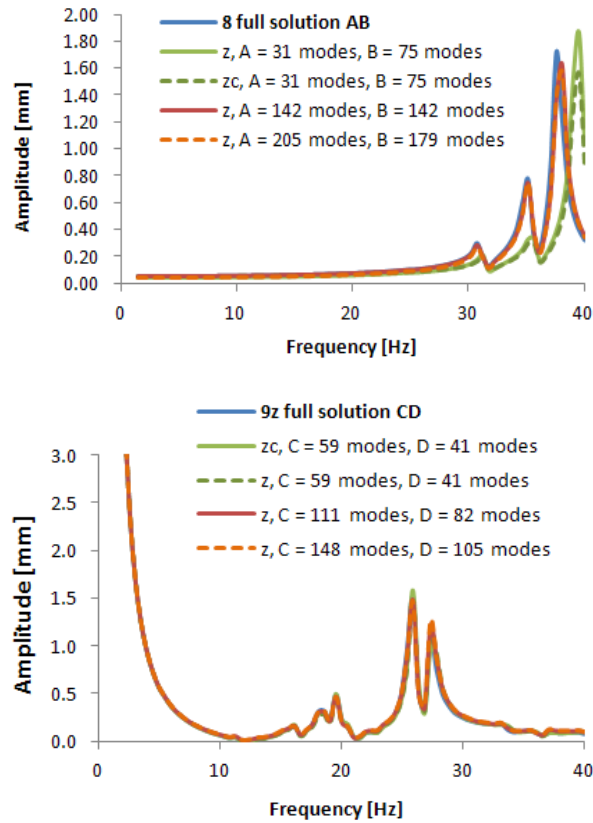 8 full solution AB
z, A = 31 modes, B = 75 modes
zc, A = 31 modes, B = 75 modes
z, A = 142 modes, B = 142 modes
z, A = 205 modes, B = 179 modes
Amplitude [mm]
2.00
1.80
1.60
1.40
1.20
1.00
0.80
0.60
0.40
0.20
0.00
0 10 20 30 40
Frequency [Hz]
9z full solution CD
zc, C = 59 modes, D = 41 modes
z, C = 59 modes, D = 41 modes
z, C = 111 modes, D = 82 modes
z, C = 148 modes, D = 105 modes
Amplitude [mm]
3.0
2.5
2.0
1.5
1.0
0.5
0.0
0 10 20 30 40
Frequency [Hz]